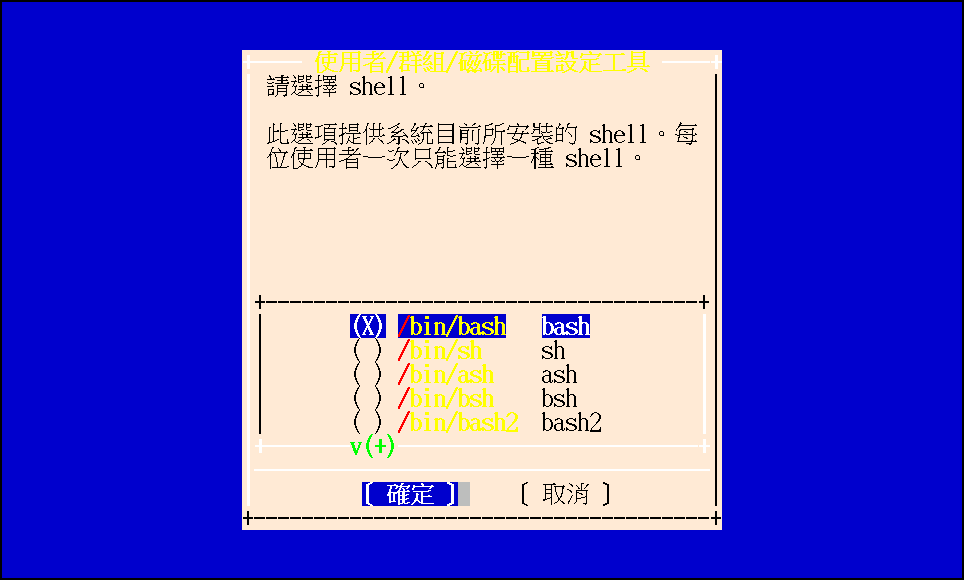 使用者/群組/磁碟配置設定工具
請選擇 shell。
此選項提供系統目前所安裝的 shell。每
位使用者一次只能選擇一種 shell。
(X) /bin/bash bash
( ) /bin/sh sh
( ) /bin/ash ash
( ) /bin/bsh bsh
( ) /bin/bash2 bash2
v(+)
[ 確定 ] [ 取消 ]